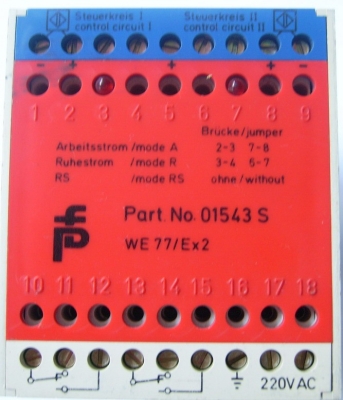 Steuerkreis I Steuerkreis II
control circuit I control circuit II
- + + + -
1 2 3 4 5 6 7 8 9
Brücke/jumper
Arbeitsstrom /mode A 2-3 7-8
Ruhestrom /mode R 3-4 6-7
RS /mode RS ohne/without
Part. No. 01543 S
WE 77/Ex2
10 11 12 13 14 15 16 17 18
220VAC